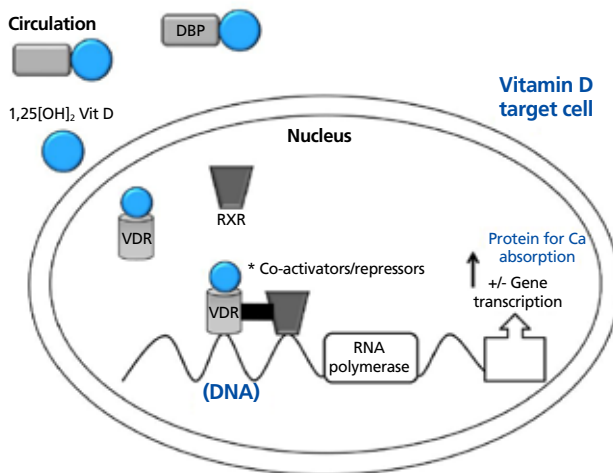 Circulation
DBP
1,25[OH]₂ Vit D
Vitamin D
target cell
Nucleus
VDR
RXR
* Co-activators/repressors
VDR
Protein for Ca
absorption
+/- Gene
transcription
RNA
polymerase
(DNA)